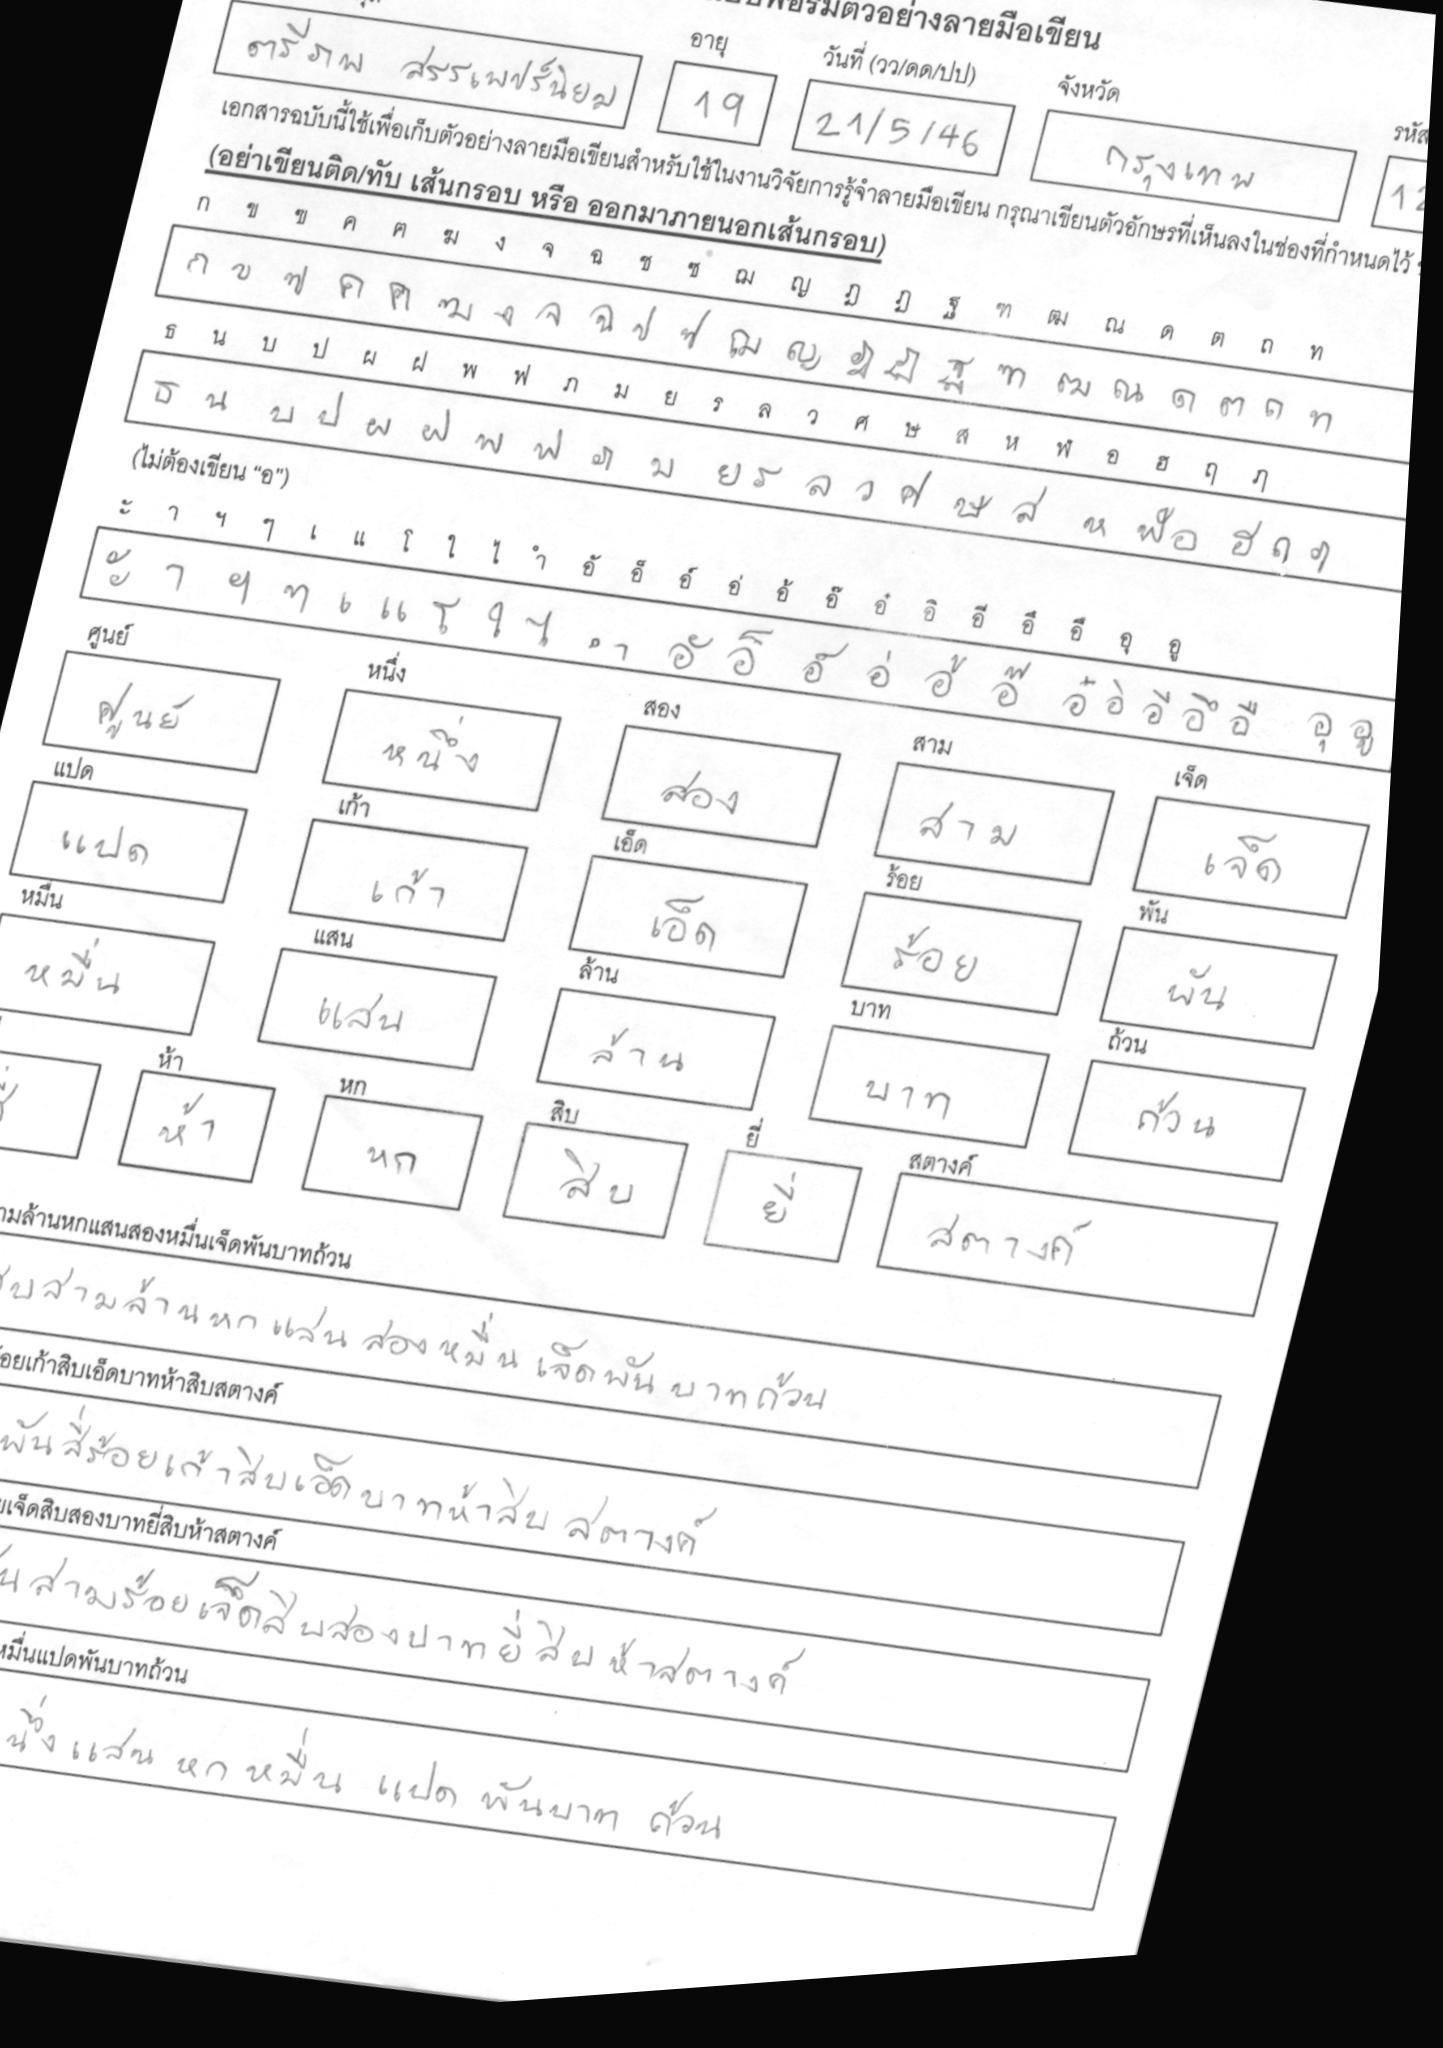 ตัวอย่างลายมือเขียน
อายุ วันที่ (วว/ดด/ปป) จังหวัด รหัส
ตรีภพ สรรเพชร์นิยม 19 21/5/46 กรุงเทพ 12
เอกสารฉบับนี้ใช้เพื่อเก็บตัวอย่างลายมือเขียนสำหรับใช้ในงานวิจัยการรู้จำลายมือเขียน กรุณาเขียนตัวอักษรที่เห็นลงในช่องที่กำหนดไว้
(อย่าเขียนติด/ทับ เส้นกรอบ หรือ ออกมาภายนอกเส้นกรอบ)
ก ข ฃ ค ฅ ฆ ง จ ฉ ช ซ ฌ ญ ฎ ฏ ฐ ฑ ฒ ณ ด ต ถ ท
ก ข ฃ ค ฅ ฆ ง จ ฉ ช ซ ฌ ญ ฎ ฏ ฐ ฑ ฒ ณ ด ต ถ ท
ธ น บ ป ผ ฝ พ ฟ ภ ม ย ร ล ว ศ ษ ส ห ฬ อ ฮ ฤ ฦ
ธ น บ ป ผ ฝ พ ฟ ภ ม ย ร ล ว ศ ษ ส ห ฬ อ ฮ ฤ ฦ
(ไม่ต้องเขียน “อ”)
ะ ั า ฯ ๆ เ แ โ ใ ไ ำ อั อ็ อ์ อ่ อ้ อ๊ อ๋ อิ อี อึ อื อุ อู
ะ ั า ฯ ๆ เ แ โ ใ ไ ำ อั อ็ อ์ อ่ อ้ อ๊ อ๋ อิ อี อึ อื อุ อู
ศูนย์ หนึ่ง สอง สาม เจ็ด
ศูนย์ หนึ่ง สอง สาม เจ็ด
แปด เก้า เอ็ด ร้อย พัน
แปด เก้า เอ็ด ร้อย พัน
หมื่น แสน ล้าน บาท ถ้วน
หมื่น แสน ล้าน บาท ถ้วน
ห้า หก สิบ ยี่ สตางค์
ห้า หก สิบ ยี่ สตางค์
ามล้านหกแสนสองหมื่นเจ็ดพันบาทถ้วน
บสามล้านหกแสนสองหมื่นเจ็ดพันบาทถ้วน
้อยเก้าสิบเอ็ดบาทห้าสิบสตางค์
พันสี่ร้อยเก้าสิบเอ็ดบาทห้าสิบสตางค์
ยเจ็ดสิบสองบาทยี่สิบห้าสตางค์
นสามร้อยเจ็ดสิบสองบาทยี่สิบห้าสตางค์
หมื่นแปดพันบาทถ้วน
นึ่งแสนหกหมื่นแปดพันบาทถ้วน